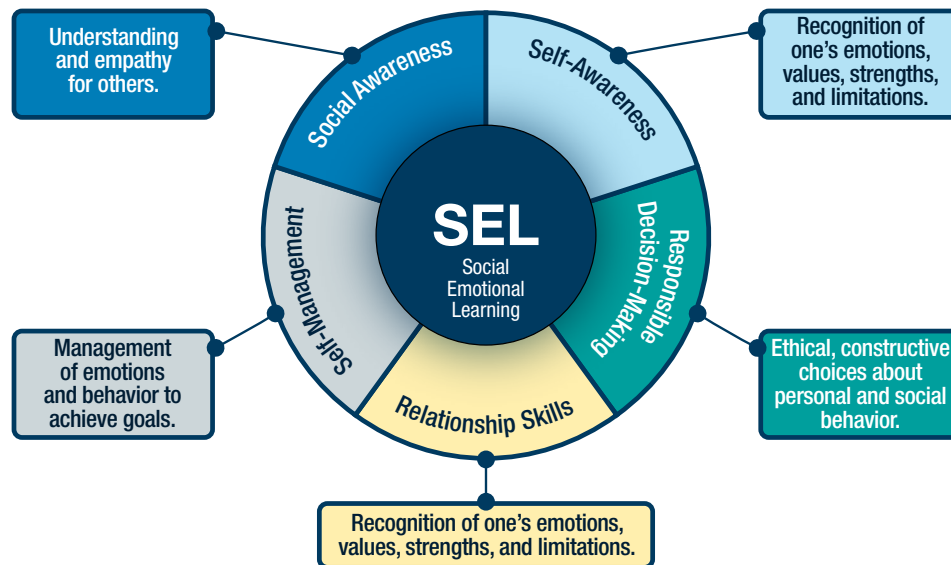 Understanding
and empathy
for others.
Social Awareness
Self-Awareness
Recognition of
one’s emotions,
values, strengths,
and limitations.
SEL
Social
Emotional
Learning
Self-Management
Responsible
Decision-Making
Management
of emotions
and behavior to
achieve goals.
Relationship Skills
Ethical, constructive
choices about
personal and social
behavior.
Recognition of one’s emotions,
values, strengths, and limitations.